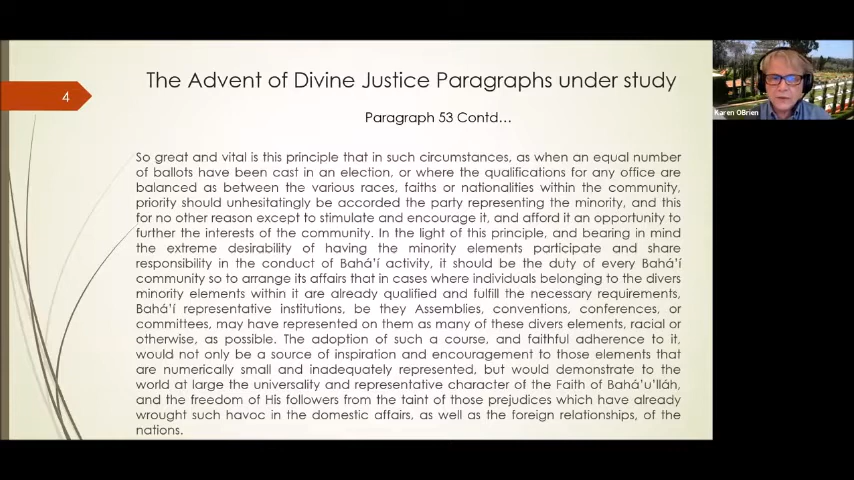 4
The Advent of Divine Justice Paragraphs under study
Paragraph 53 Contd...
So great and vital is this principle that in such circumstances, as when an equal number
of ballots have been cast in an election, or where the qualifications for any office are
balanced as between the various races, faiths or nationalities within the community,
priority should unhesitatingly be accorded the party representing the minority, and this
for no other reason except to stimulate and encourage it, and afford it an opportunity to
further the interests of the community. In the light of this principle, and bearing in mind
the extreme desirability of having the minority elements participate and share
responsibility in the conduct of Bahá’í activity, it should be the duty of every Bahá’í
community so to arrange its affairs that in cases where individuals belonging to the divers
minority elements within it are already qualified and fulfill the necessary requirements,
Bahá’í representative institutions, be they Assemblies, conventions, conferences, or
committees, may have represented on them as many of these divers elements, racial or
otherwise, as possible. The adoption of such a course, and faithful adherence to it,
would not only be a source of inspiration and encouragement to those elements that
are numerically small and inadequately represented, but would demonstrate to the
world at large the universality and representative character of the Faith of Bahá’u’lláh,
and the freedom of His followers from the taint of those prejudices which have already
wrought such havoc in the domestic affairs, as well as the foreign relationships, of the
nations.
Karen OBrien